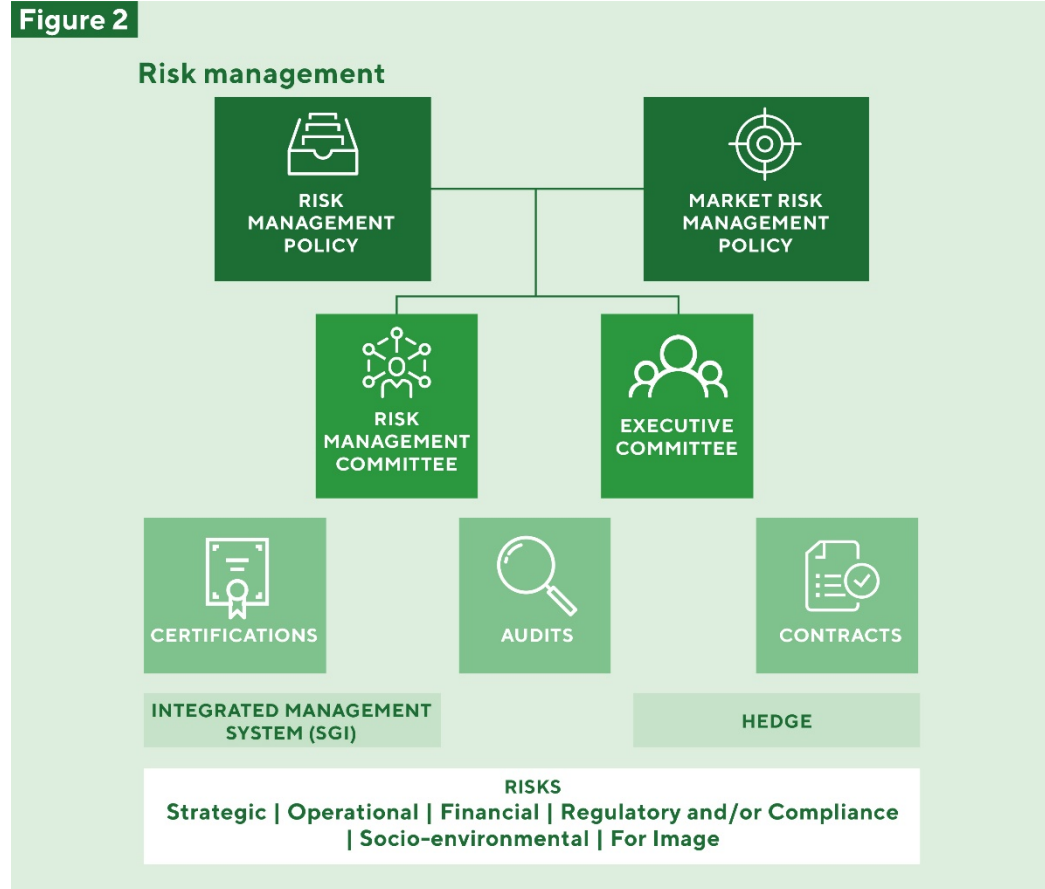 Figure 2
Risk management
RISK
MANAGEMENT
POLICY
MARKET RISK
MANAGEMENT
POLICY
RISK
MANAGEMENT
COMMITTEE
EXECUTIVE
COMMITTEE
CERTIFICATIONS
AUDITS
CONTRACTS
INTEGRATED MANAGEMENT
SYSTEM (SGI)
HEDGE
RISKS
Strategic | Operational | Financial | Regulatory and/or Compliance
| Socio-environmental | For Image